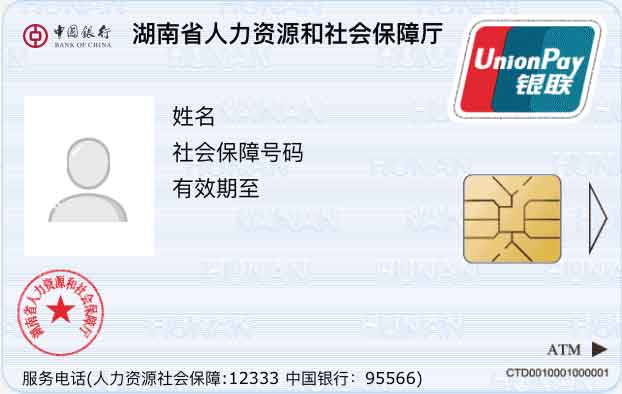 中国银行
BANK OF CHINA
湖南省人力资源和社会保障厅
UnionPay
银联
姓名
社会保障号码
有效期至
湖南省人力资源和社会保障厅
ATM
CTD0010001000001
服务电话(人力资源社会保障:12333 中国银行：95566)
HUNAN